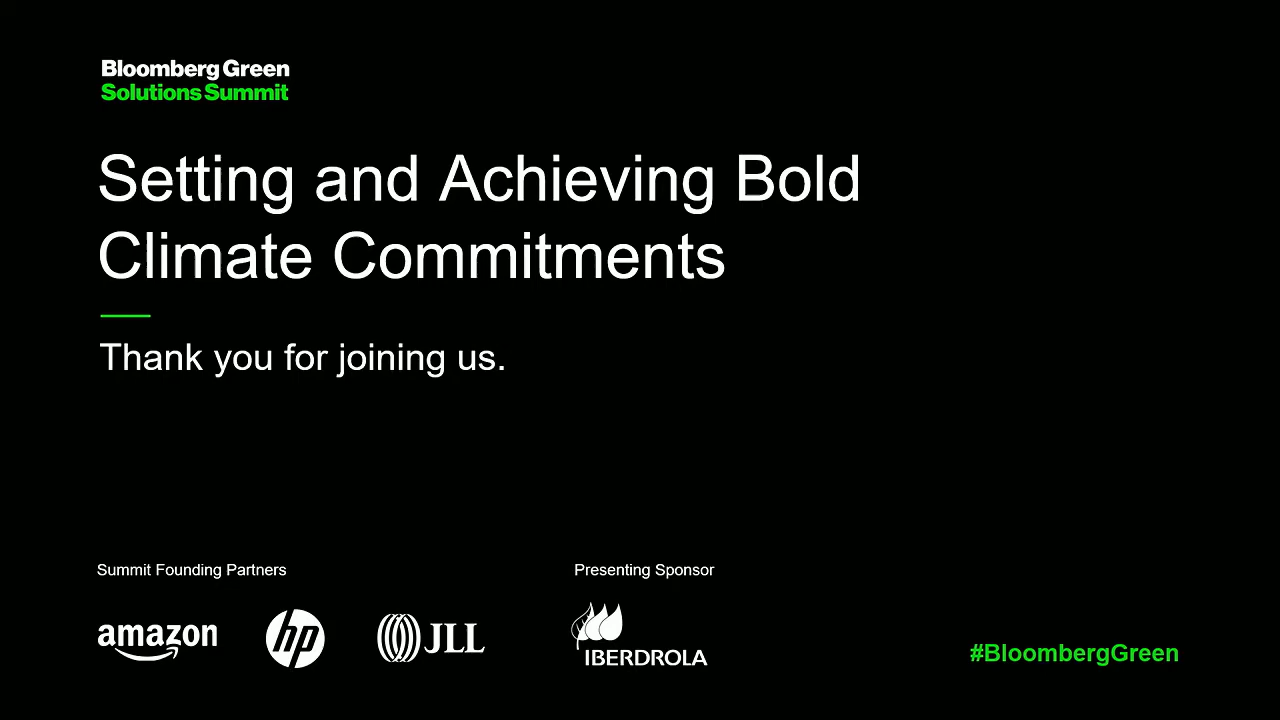 Bloomberg Green
Solutions Summit
Setting and Achieving Bold
Climate Commitments
Thank you for joining us.
Summit Founding Partners
Presenting Sponsor
amazon
hp
JLL
IBERDROLA
#BloombergGreen